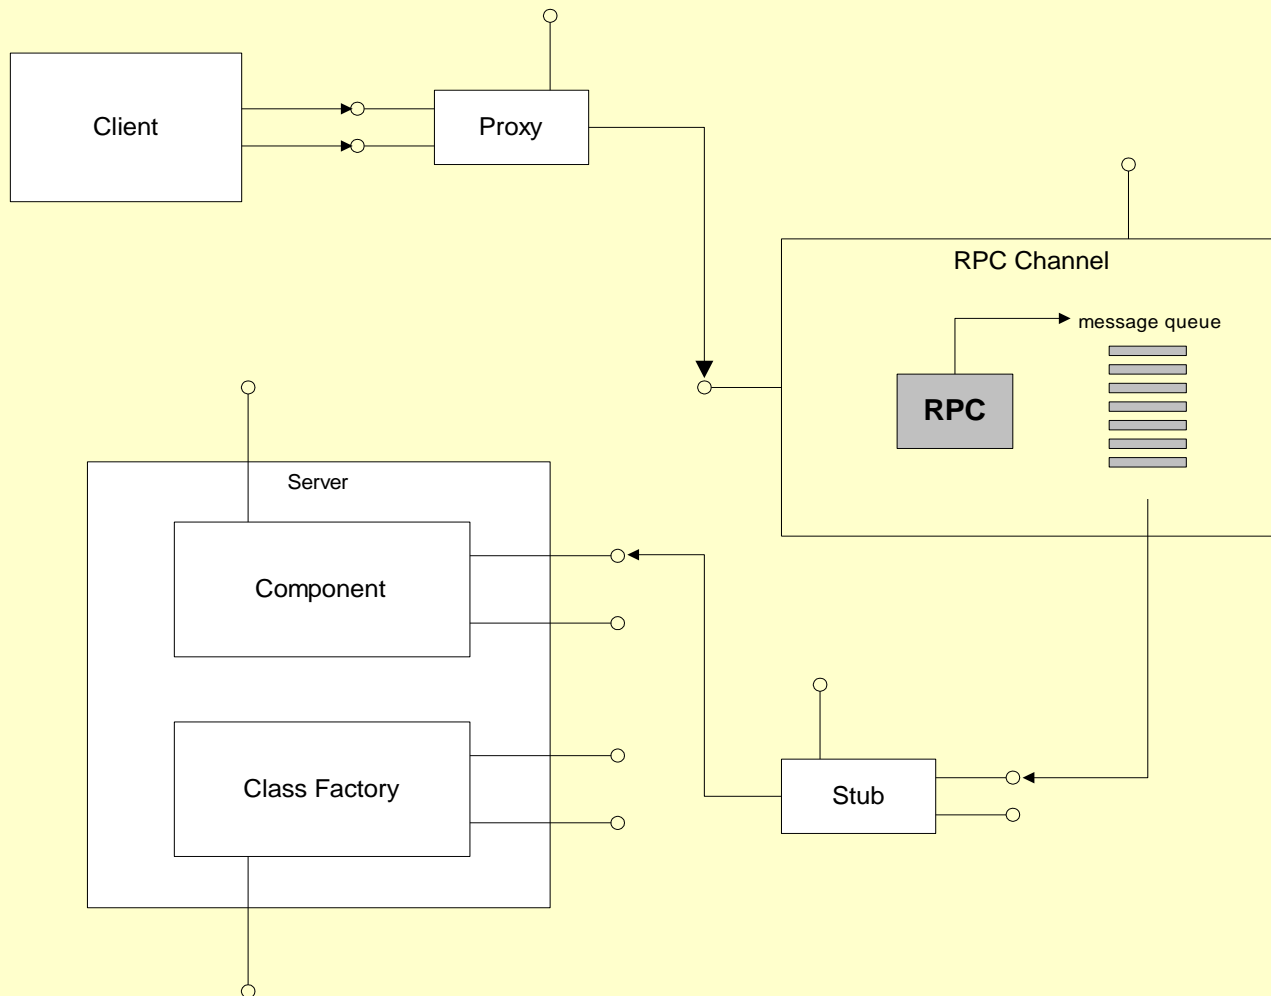 Client
Proxy
RPC Channel
message queue
RPC
Server
Component
Class Factory
Stub